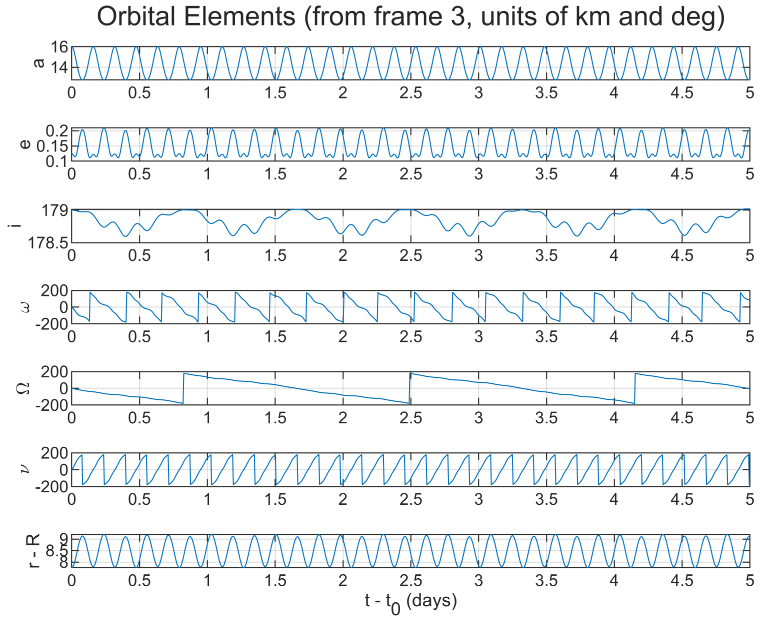 Orbital Elements (from frame 3, units of km and deg)
16
14
a
0 0.5 1 1.5 2 2.5 3 3.5 4 4.5 5
0.2
0.15
0.1
e
0 0.5 1 1.5 2 2.5 3 3.5 4 4.5 5
179
178.5
i
0 0.5 1 1.5 2 2.5 3 3.5 4 4.5 5
200
0
-200
ω
0 0.5 1 1.5 2 2.5 3 3.5 4 4.5 5
200
0
-200
Ω
0 0.5 1 1.5 2 2.5 3 3.5 4 4.5 5
200
0
-200
ν
0 0.5 1 1.5 2 2.5 3 3.5 4 4.5 5
9
8.5
8
r - R
0 0.5 1 1.5 2 2.5 3 3.5 4 4.5 5
t - t0 (days)